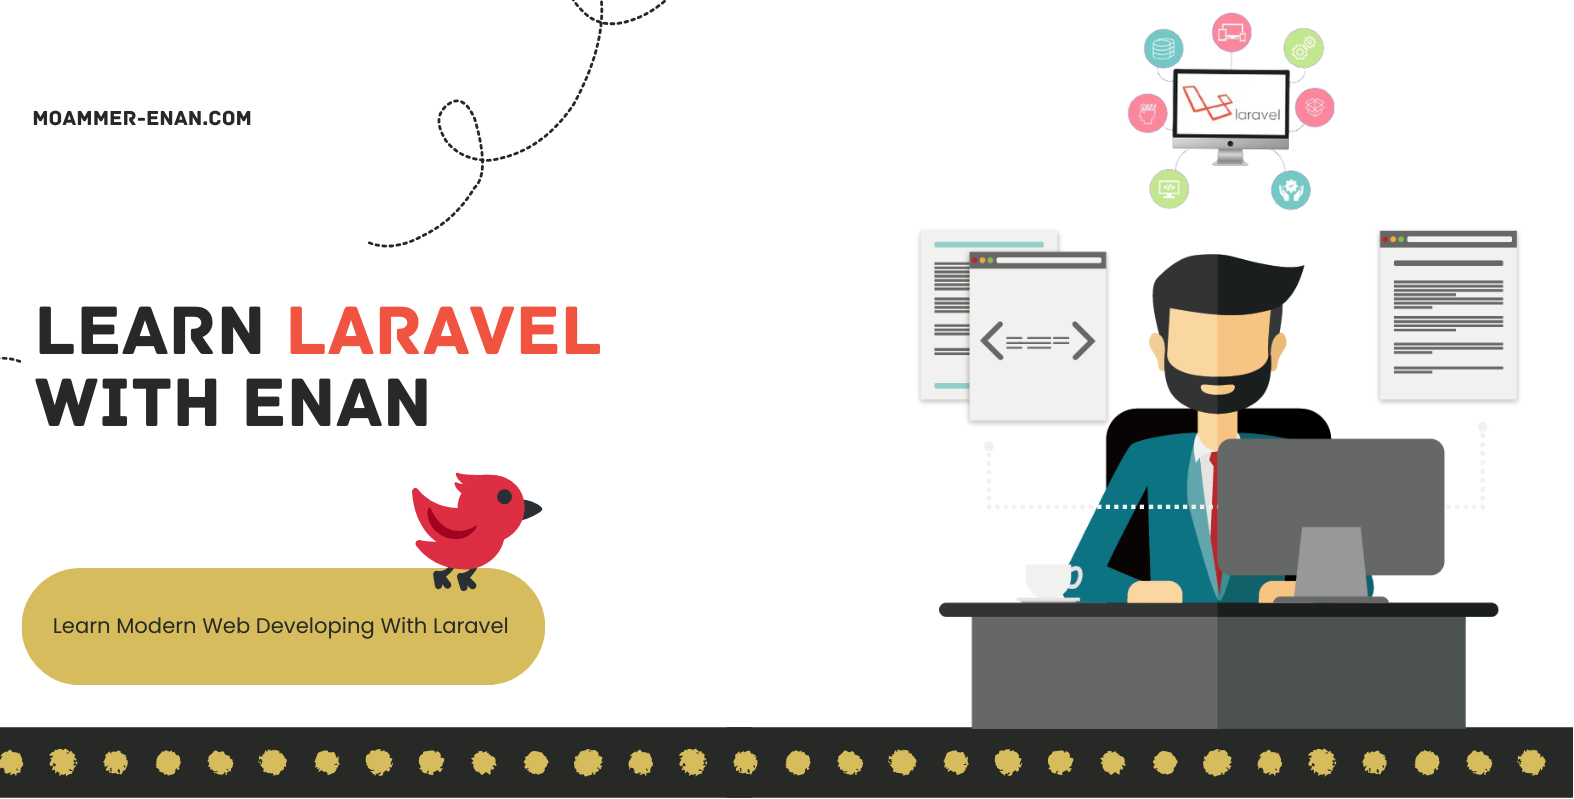 MOAMMER-ENAN.COM
laravel
LEARN LARAVEL
WITH ENAN
Learn Modern Web Developing With Laravel